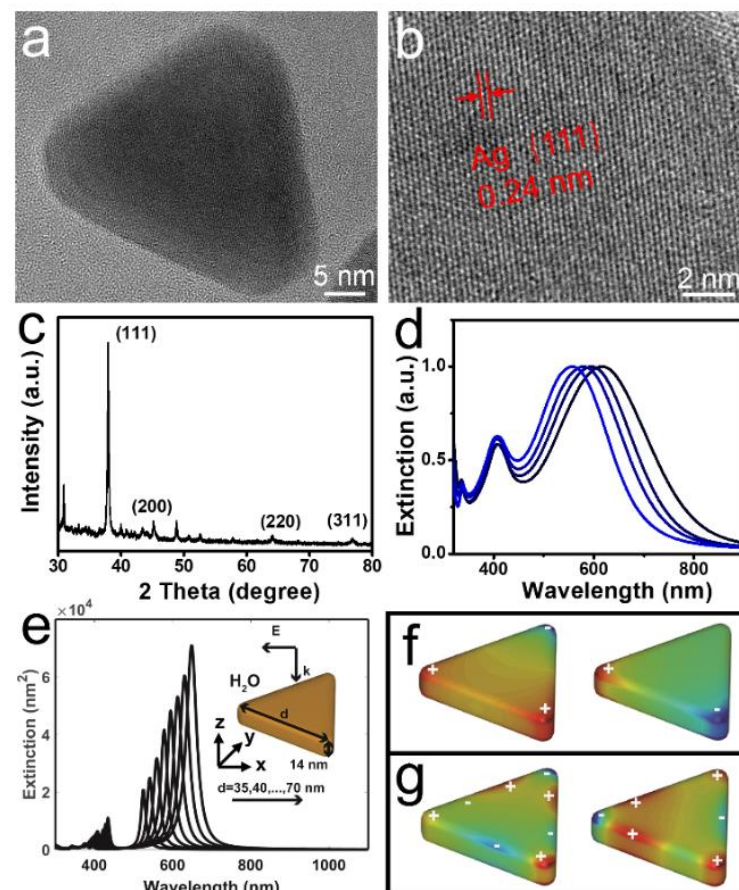 a
5 nm
b
Ag (111)
0.24 nm
2 nm
c
(111)
(200)
(220)
(311)
Intensity (a.u.)
30 40 50 60 70 80
2 Theta (degree)
d
1.0
0.5
0.0
Extinction (a.u.)
400 600 800
Wavelength (nm)
e
×10⁴
8
6
4
2
0
Extinction (nm²)
E
k
H₂O
d
z
y
x
14 nm
d=35,40,...,70 nm
400 600 800 1000
Wavelength (nm)
f
+ - +
+ -
g
+ - + + - - - +
- + + + - +